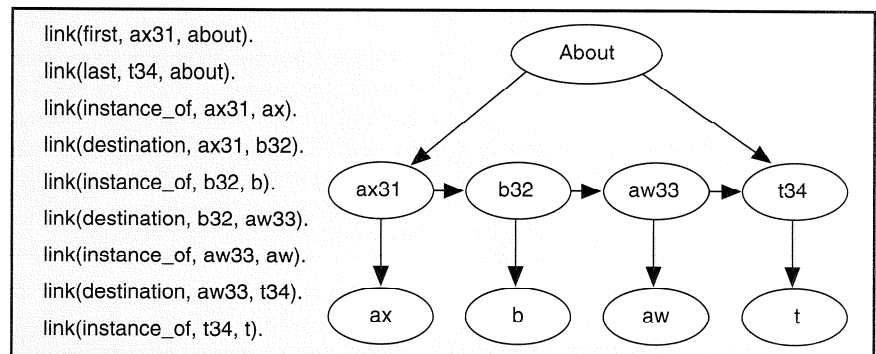 link(first, ax31, about).
link(last, t34, about).
link(instance_of, ax31, ax).
link(destination, ax31, b32).
link(instance_of, b32, b).
link(destination, b32, aw33).
link(instance_of, aw33, aw).
link(destination, aw33, t34).
link(instance_of, t34, t).
About
ax31 b32 aw33 t34
ax b aw t